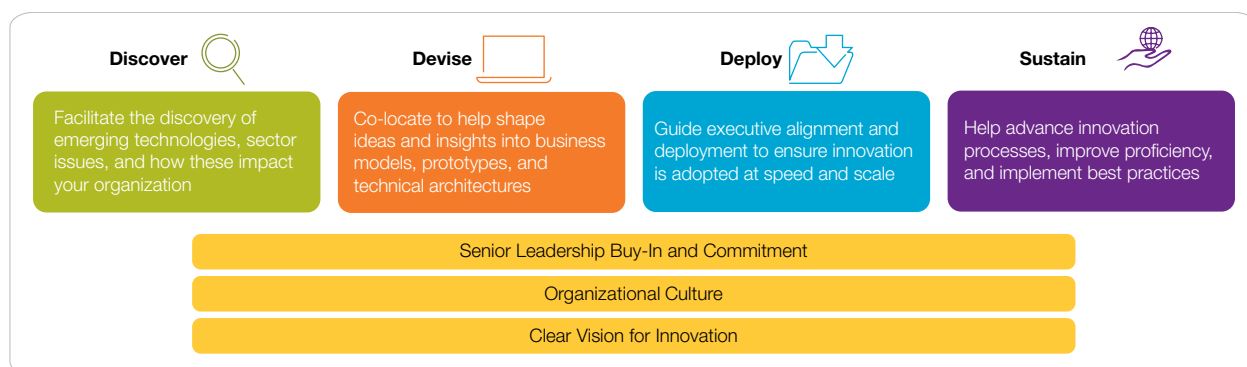 Discover
Facilitate the discovery of
emerging technologies, sector
issues, and how these impact
your organization
Devise
Co-locate to help shape
ideas and insights into business
models, prototypes, and
technical architectures
Deploy
Guide executive alignment and
deployment to ensure innovation
is adopted at speed and scale
Sustain
Help advance innovation
processes, improve proficiency,
and implement best practices
Senior Leadership Buy-In and Commitment
Organizational Culture
Clear Vision for Innovation